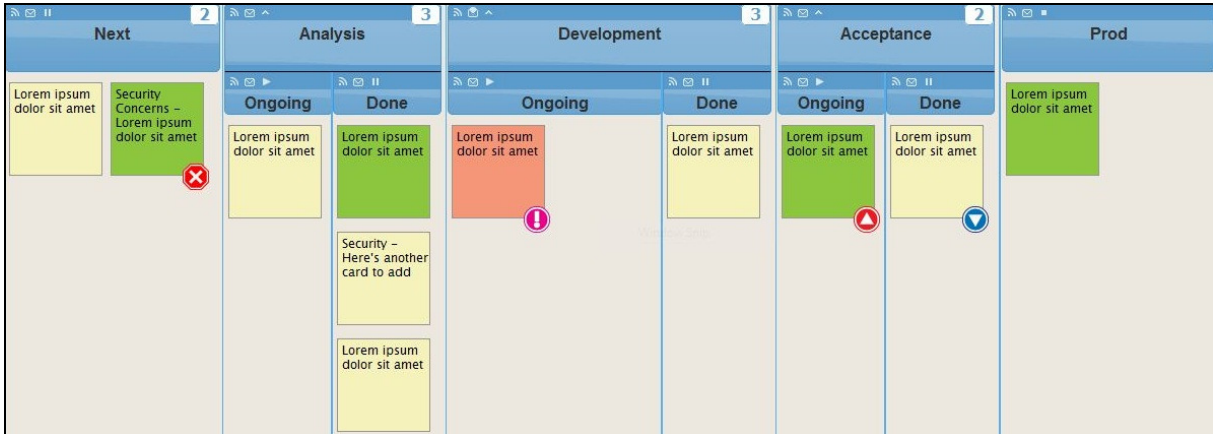 2
Next
3
Analysis
3
Development
2
Acceptance
Prod
Ongoing
Done
Ongoing
Done
Ongoing
Done
Lorem ipsum
dolor sit amet
Security
Concerns –
Lorem ipsum
dolor sit amet
Lorem ipsum
dolor sit amet
Lorem ipsum
dolor sit amet
Security –
Here's another
card to add
Lorem ipsum
dolor sit amet
Lorem ipsum
dolor sit amet
Lorem ipsum
dolor sit amet
Lorem ipsum
dolor sit amet
Lorem ipsum
dolor sit amet
Lorem ipsum
dolor sit amet